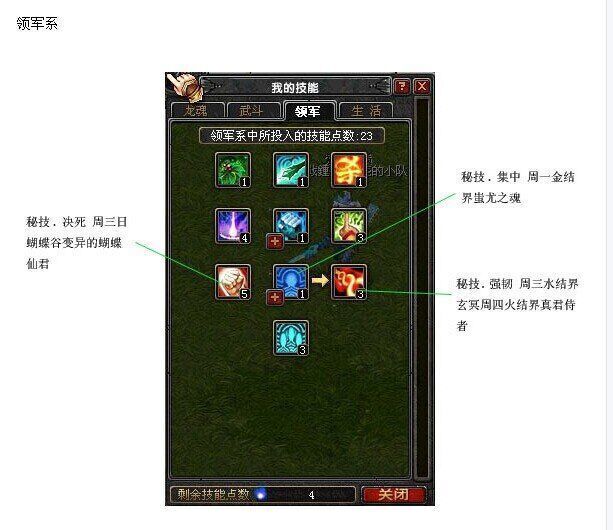 领军系
我的技能
?
X
龙魂
武斗
领军
生活
领军系中所投入的技能点数:23
1
1
1
的小队
4
1
3
5
1
3
3
秘技.集中 周一金结
界蚩尤之魂
秘技.决死 周三日
蝴蝶谷变异的蝴蝶
仙君
秘技.强韧 周三水结界
玄冥周四火结界真君侍
者
剩余技能点数
4
关闭